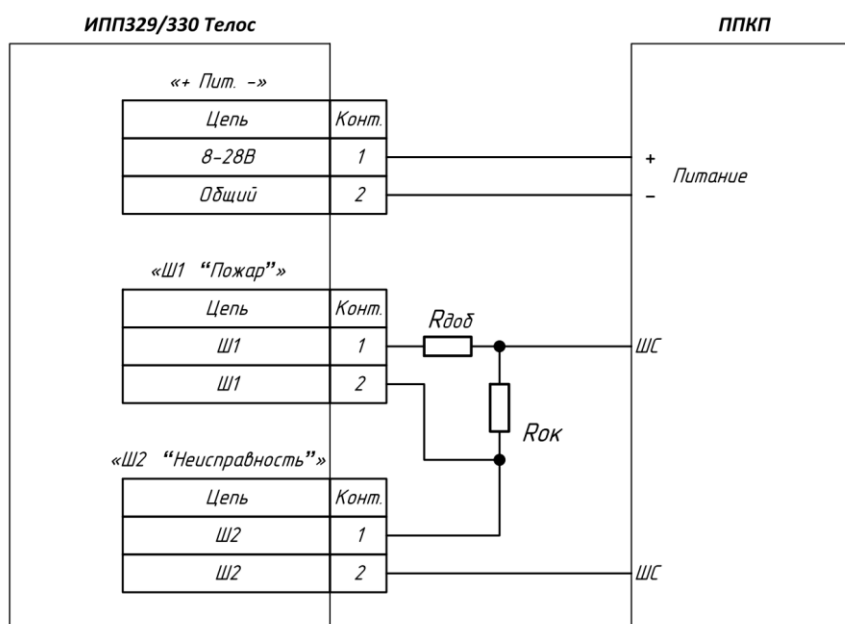 ИПП329/330 Телос
ППКП
«+ Пит. -»
Цепь Конт.
8-28В 1
Общий 2
+
Питание
-
«Ш1 “Пожар”»
Цепь Конт.
Ш1 1
Ш1 2
Rдоб
ШС
Rок
«Ш2 “Неисправность”»
Цепь Конт.
Ш2 1
Ш2 2
ШС